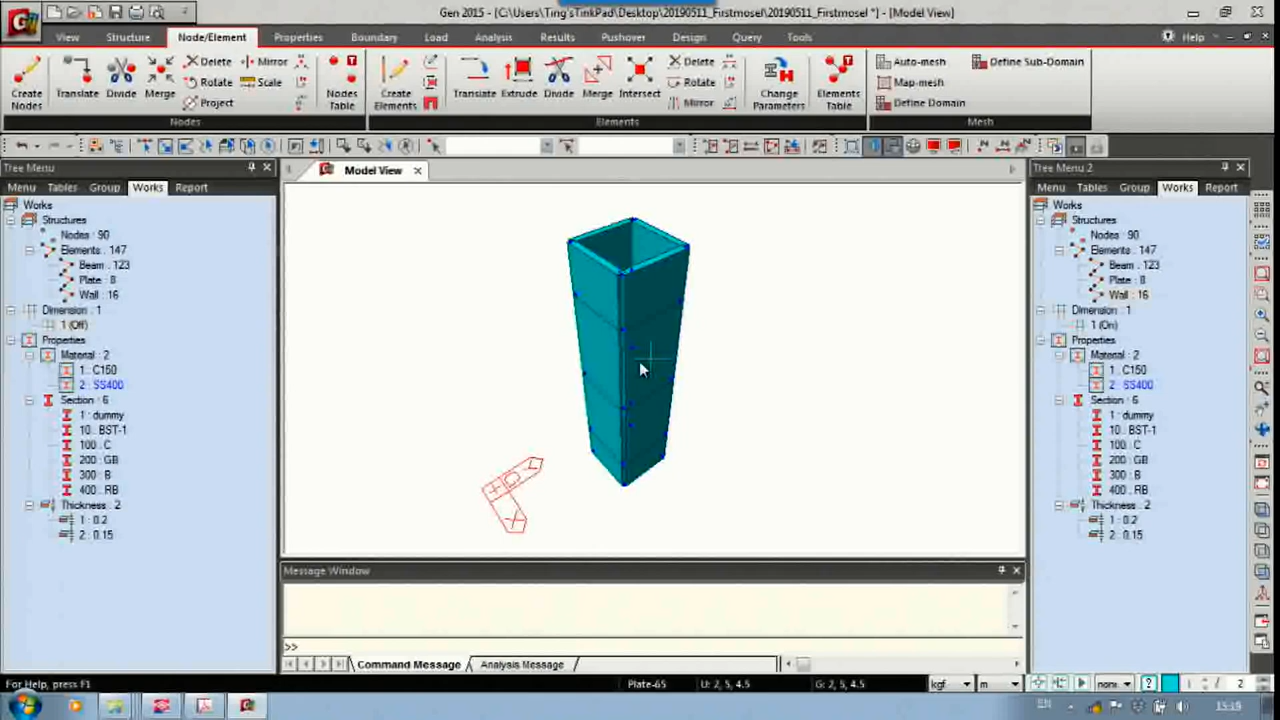 Gen 2015 - [C:\Users\Ting'sTinkPad\Desktop\20190511_Firstmosel\20190511_Firstmosel *] - [Model View]
View Structure Node/Element Properties Boundary Load Analysis Results Pushover Design Query Tools Help
Create Nodes
Translate
Divide
Merge
Delete
Rotate
Project
Mirror
Scale
Nodes Table
Nodes
Create Elements
Translate
Extrude
Divide
Merge
Intersect
Delete
Rotate
Mirror
Change Parameters
Elements Table
Elements
Auto-mesh
Map-mesh
Define Domain
Define Sub-Domain
Mesh
Tree Menu
Menu Tables Group Works Report
Works
Structures
Nodes : 90
Elements : 147
Beam : 123
Plate : 8
Wall : 16
Dimension : 1
1 (Off)
Properties
Material : 2
1 : C150
2 : SS400
Section : 6
1 : dummy
10 : BST-1
100 : C
200 : GB
300 : B
400 : RB
Thickness : 2
1 : 0.2
2 : 0.15
Model View
X
Message Window
>>
Command Message
Analysis Message
Tree Menu 2
Menu Tables Group Works Report
Works
Structures
Nodes : 90
Elements : 147
Beam : 123
Plate : 8
Wall : 16
Dimension : 1
1 (On)
Properties
Material : 2
1 : C150
2 : SS400
Section : 6
1 : dummy
10 : BST-1
100 : C
200 : GB
300 : B
400 : RB
Thickness : 2
1 : 0.2
2 : 0.15
For Help, press F1
Plate-65
U: 2, 5, 4.5
G: 2, 5, 4.5
kgf
m
none
/ 2
EN
15:19